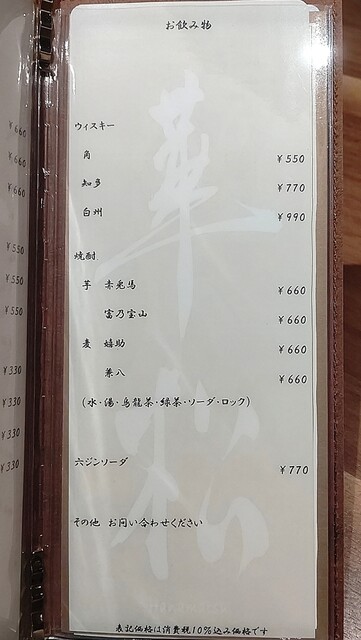 お飲み物
ウィスキー
角 ¥550
知多 ¥770
白州 ¥990
焼酎
芋 赤兎馬 ¥660
富乃宝山 ¥660
麦 嬉助 ¥660
兼八 ¥660
(水・湯・烏龍茶・緑茶・ソーダ・ロック)
六ジンソーダ ¥770
その他 お問い合わせください
表記価格は消費税10%込み価格です
¥660
¥660
¥660
¥550
¥550
¥550
¥330
¥330
¥330
¥330